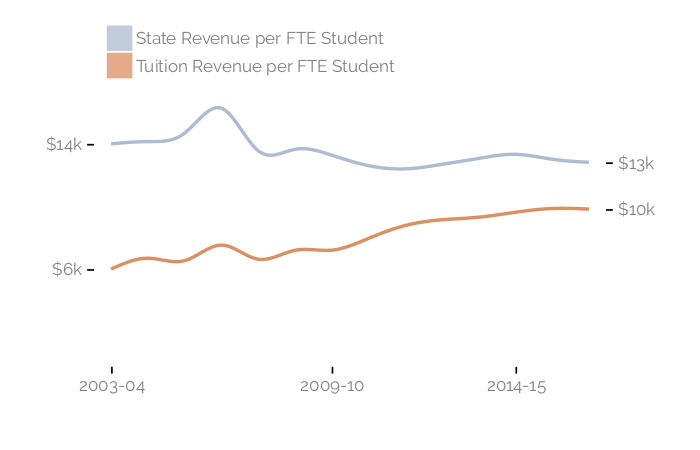 State Revenue per FTE Student
Tuition Revenue per FTE Student
$14k
$13k
$10k
$6k
2003-04 2009-10 2014-15